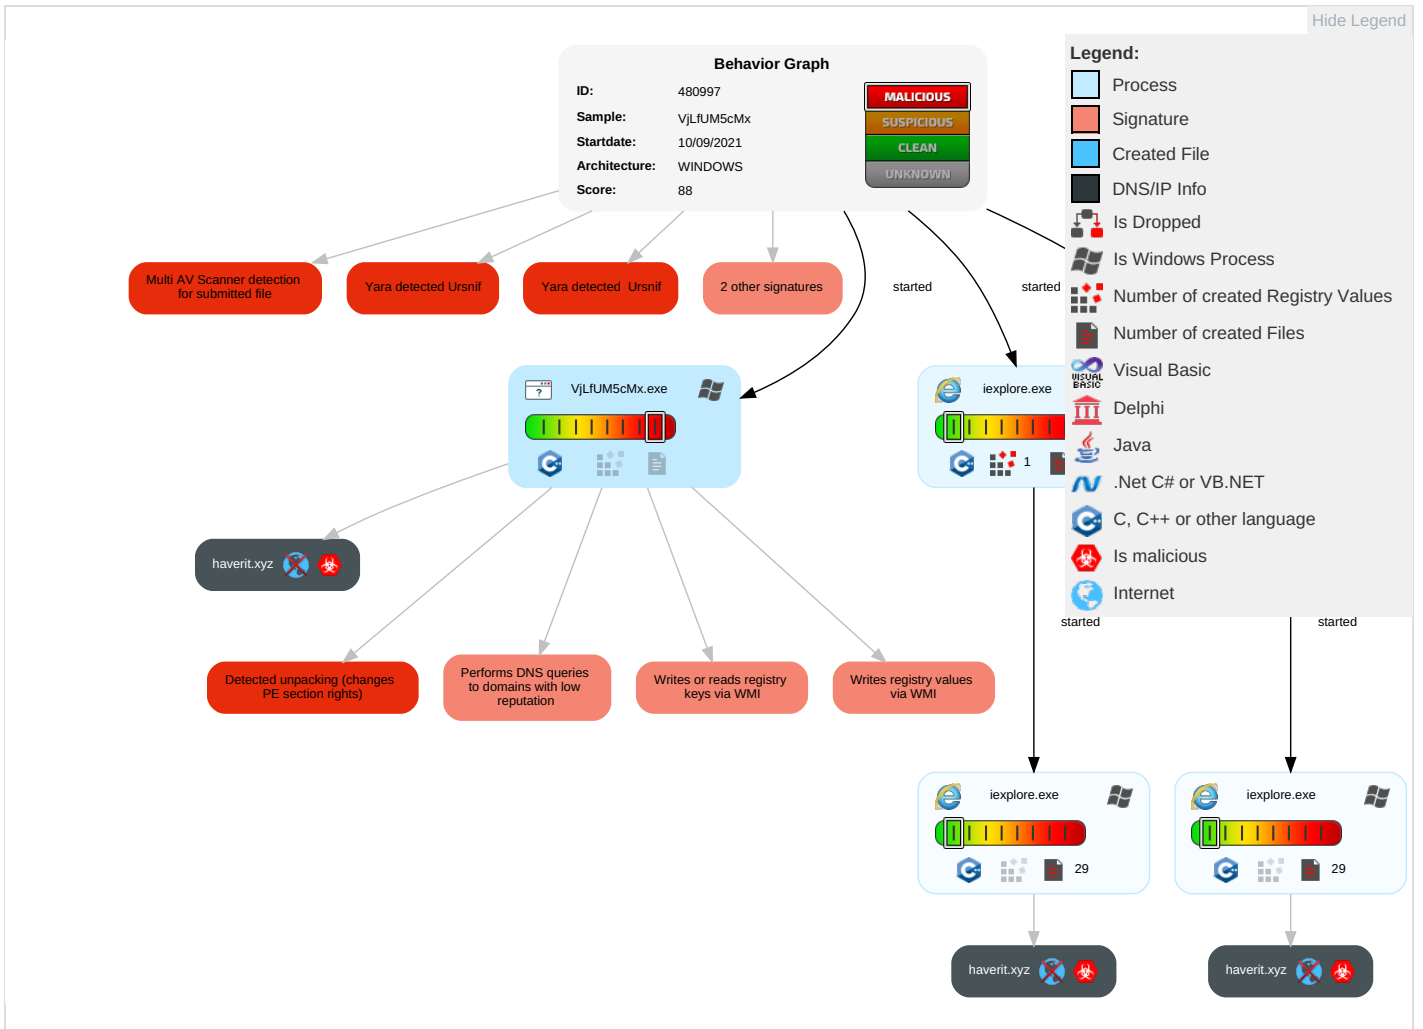 Hide Legend
Legend:
Process
Signature
Created File
DNS/IP Info
Is Dropped
Is Windows Process
Number of created Registry Values
Number of created Files
Visual Basic
Delphi
Java
.Net C# or VB.NET
C, C++ or other language
Is malicious
Internet
VISUAL
BASIC
Behavior Graph
ID:
480997
Sample:
VjLfUM5cMx
Startdate:
10/09/2021
Architecture:
WINDOWS
Score:
88
MALICIOUS
SUSPICIOUS
CLEAN
UNKNOWN
Multi AV Scanner detection
for submitted file
Yara detected Ursnif
Yara detected  Ursnif
2 other signatures
started
started
VjLfUM5cMx.exe
?
iexplore.exe
1
haverit.xyz
started
started
Detected unpacking (changes
PE section rights)
Performs DNS queries
to domains with low
reputation
Writes or reads registry
keys via WMI
Writes registry values
via WMI
iexplore.exe
29
iexplore.exe
29
haverit.xyz
haverit.xyz